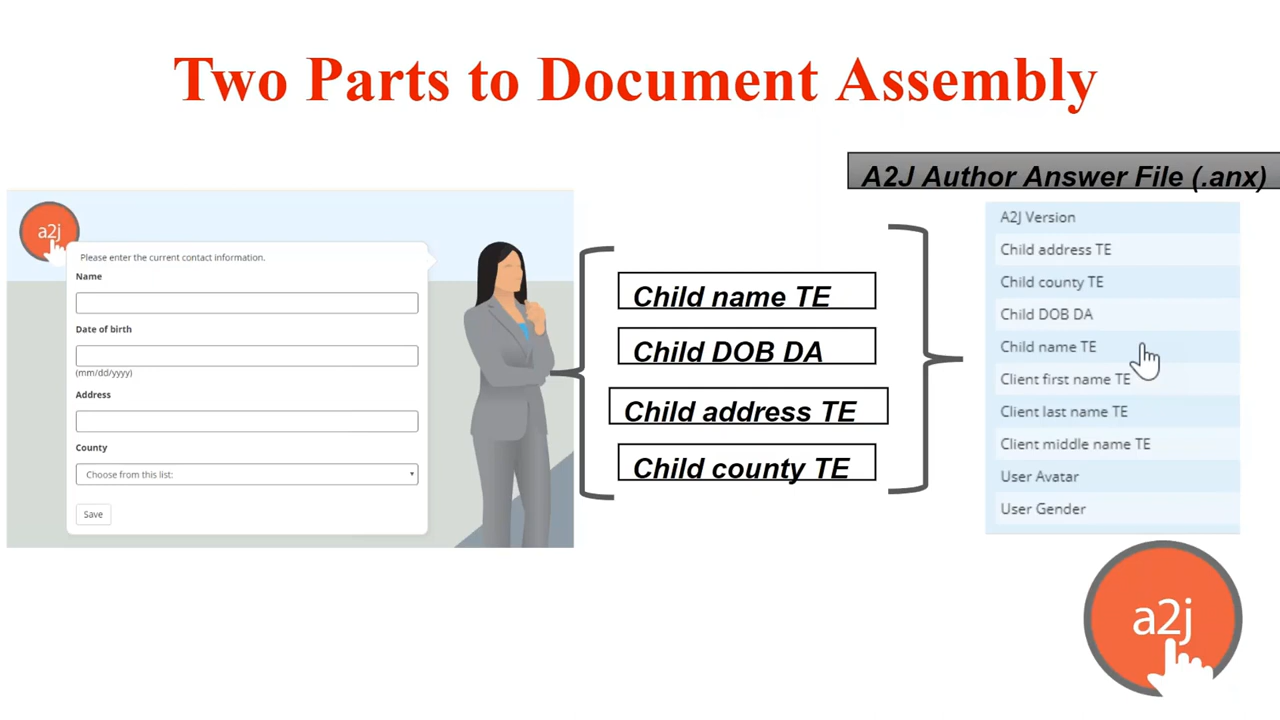 Two Parts to Document Assembly
A2J Author Answer File (.anx)
a2j
Please enter the current contact information.
Name
Date of birth
(mm/dd/yyyy)
Address
County
Choose from this list:
Save
Child name TE
Child DOB DA
Child address TE
Child county TE
A2J Version
Child address TE
Child county TE
Child DOB DA
Child name TE
Client first name TE
Client last name TE
Client middle name TE
User Avatar
User Gender
a2j